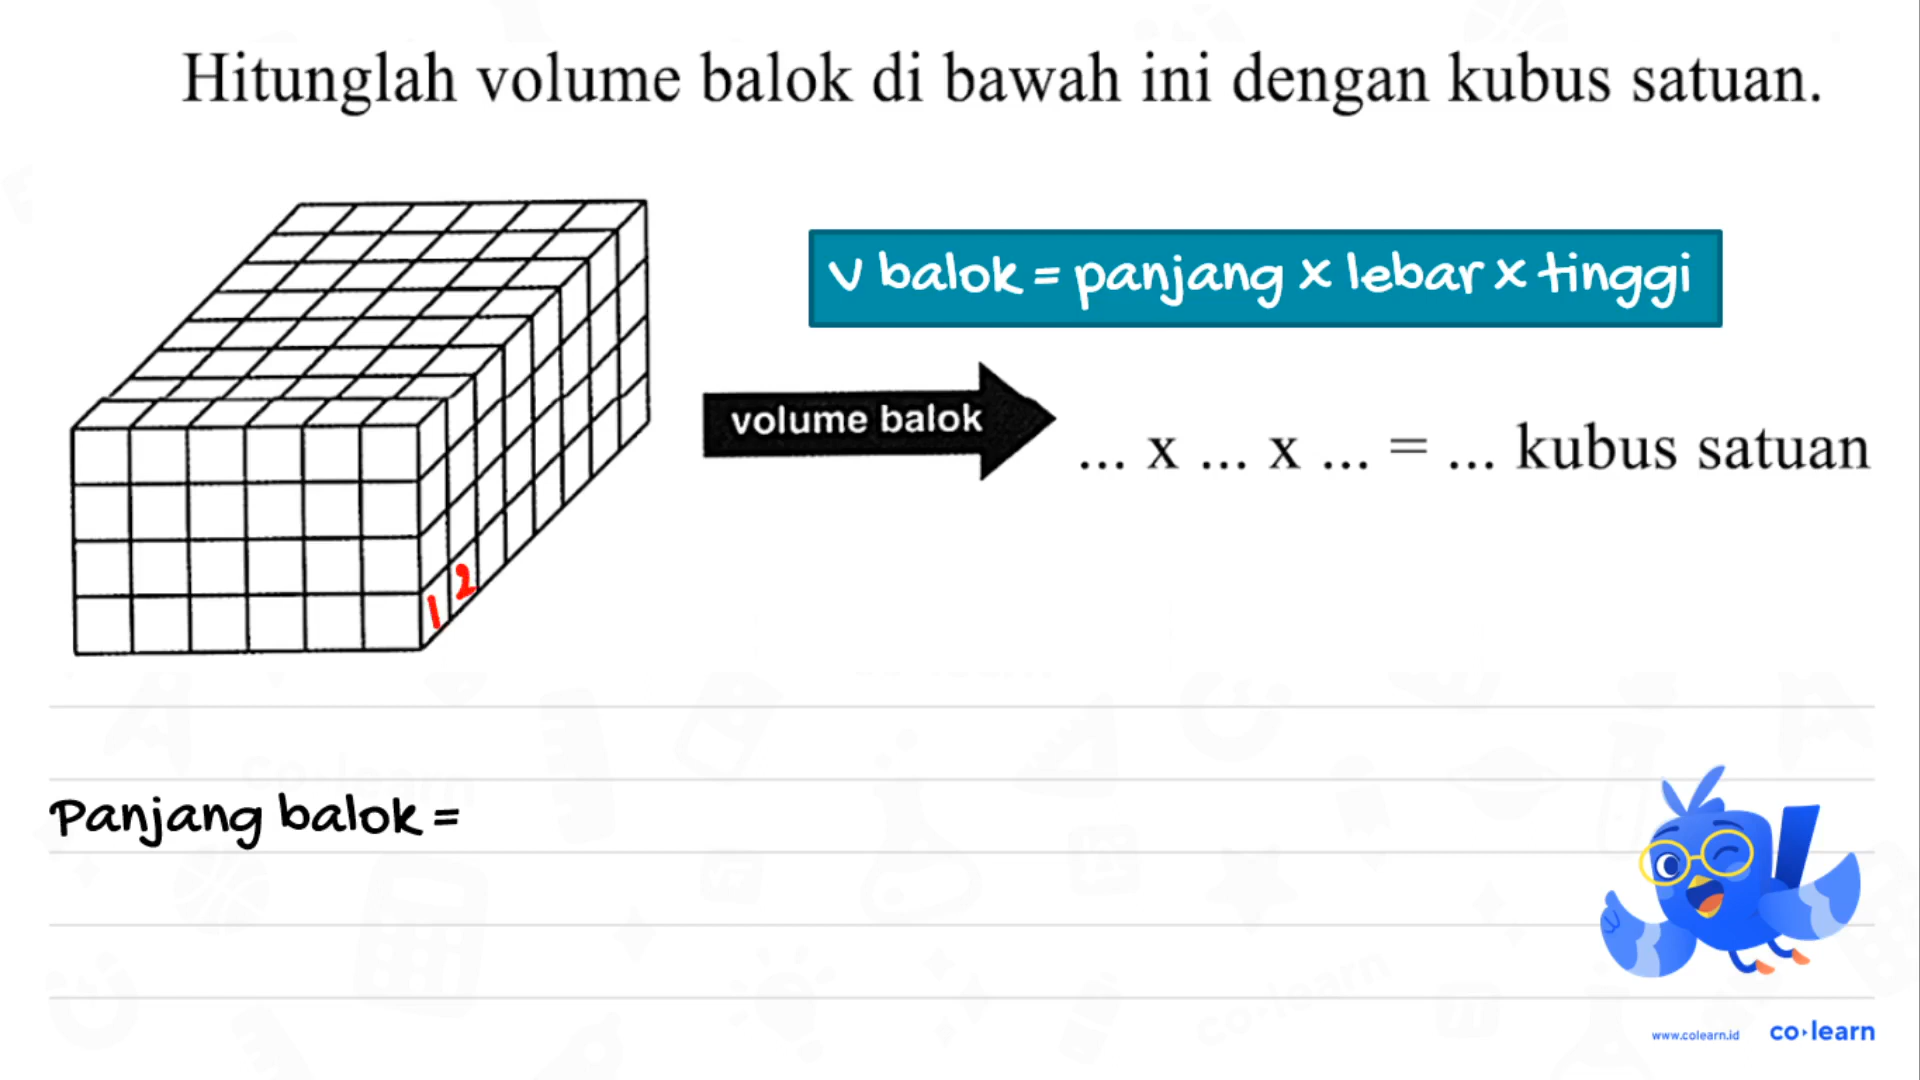 Hitunglah volume balok di bawah ini dengan kubus satuan.
V balok = panjang x lebar x tinggi
volume balok
... x ... x ... = ... kubus satuan
1 2
Panjang balok =
www.colearn.id co·learn